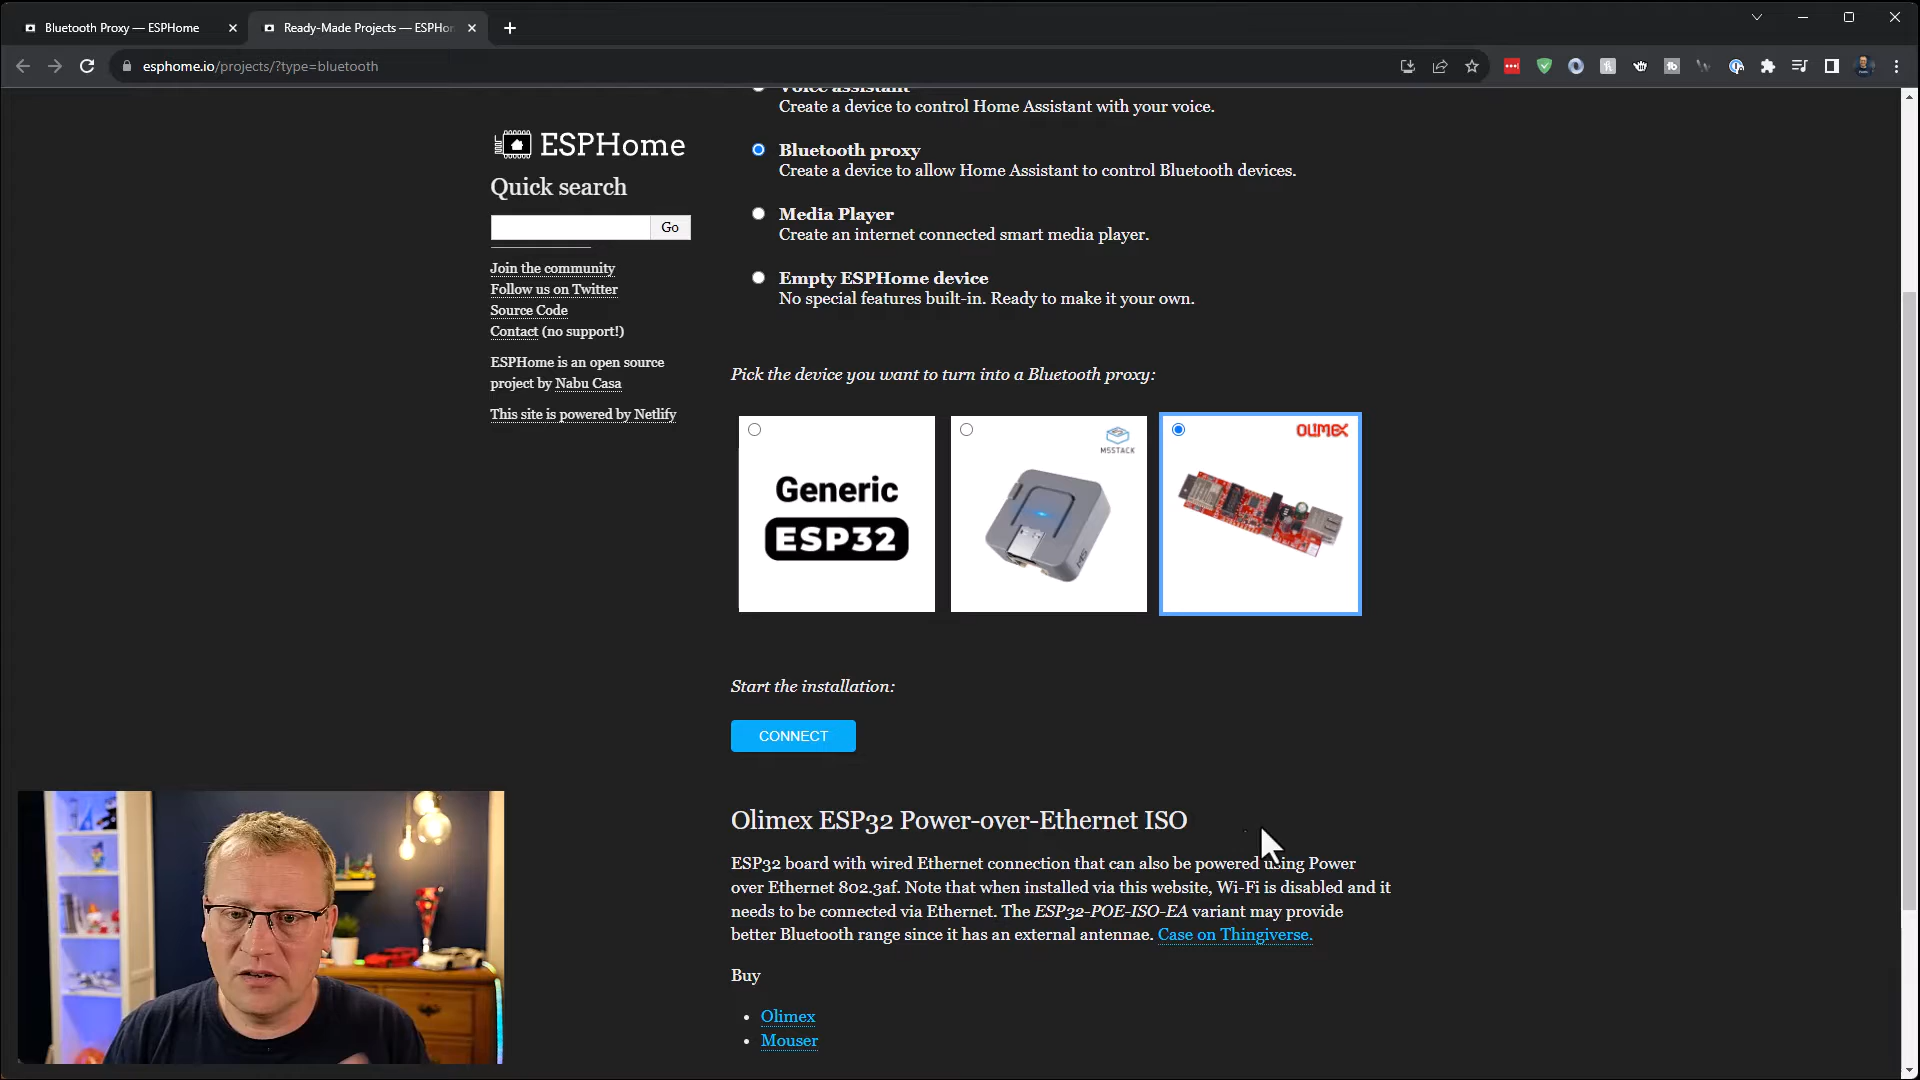 Bluetooth Proxy — ESPHome
Ready-Made Projects — ESPHor
esphome.io/projects/?type=bluetooth
Voice assistant
Create a device to control Home Assistant with your voice.
ESPHome
Quick search
Go
Join the community
Follow us on Twitter
Source Code
Contact (no support!)
ESPHome is an open source
project by Nabu Casa
This site is powered by Netlify
Bluetooth proxy
Create a device to allow Home Assistant to control Bluetooth devices.
Media Player
Create an internet connected smart media player.
Empty ESPHome device
No special features built-in. Ready to make it your own.
Pick the device you want to turn into a Bluetooth proxy:
Generic
ESP32
M5STACK
M5
OLIMEX
Start the installation:
CONNECT
Olimex ESP32 Power-over-Ethernet ISO
ESP32 board with wired Ethernet connection that can also be powered using Power
over Ethernet 802.3af. Note that when installed via this website, Wi-Fi is disabled and it
needs to be connected via Ethernet. The ESP32-POE-ISO-EA variant may provide
better Bluetooth range since it has an external antennae. Case on Thingiverse.
Buy
• Olimex
• Mouser